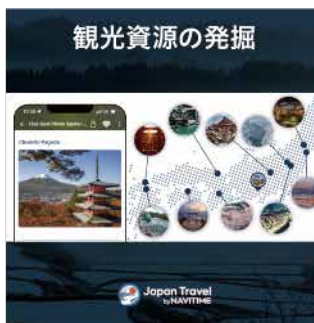 観光資源の発掘
Chureito Pagoda
Japan Travel
by NAVITIME